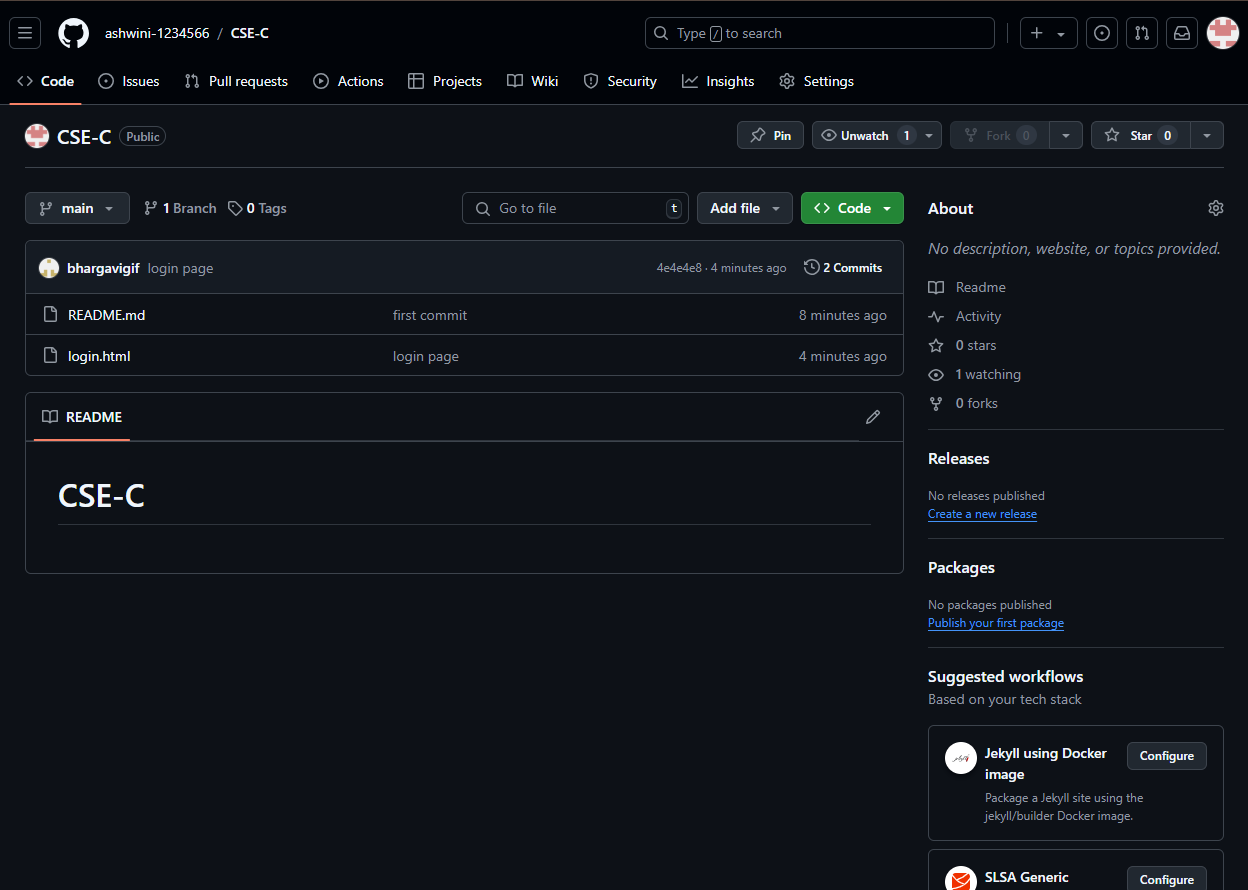 ashwini-1234566 / CSE-C
Type / to search
Code Issues Pull requests Actions Projects Wiki Security Insights Settings
CSE-C Public
Pin Unwatch 1 Fork 0 Star 0
main 1 Branch 0 Tags
Go to file t Add file Code
bhargavigif login page 4e4e4e8 · 4 minutes ago 2 Commits
README.md first commit 8 minutes ago
login.html login page 4 minutes ago
README
CSE-C
About
No description, website, or topics provided.
Readme
Activity
0 stars
1 watching
0 forks
Releases
No releases published
Create a new release
Packages
No packages published
Publish your first package
Suggested workflows
Based on your tech stack
Jekyll using Docker
image
Configure
Package a Jekyll site using the
jekyll/builder Docker image.
SLSA Generic
Configure